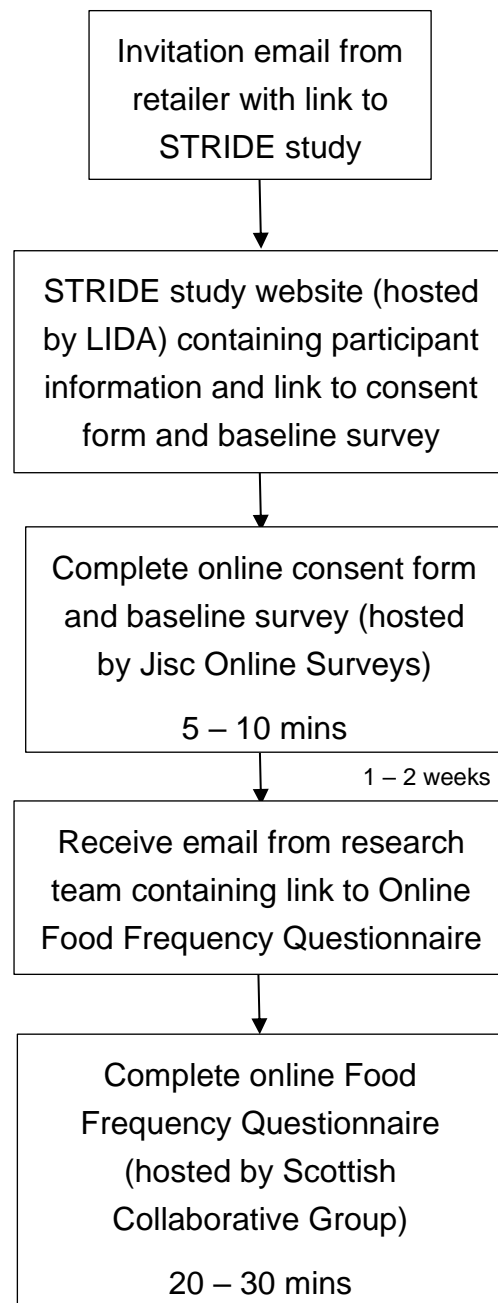 Invitation email from
retailer with link to
STRIDE study
STRIDE study website (hosted
by LIDA) containing participant
information and link to consent
form and baseline survey
Complete online consent form
and baseline survey (hosted
by Jisc Online Surveys)
5 – 10 mins
1 – 2 weeks
Receive email from research
team containing link to Online
Food Frequency Questionnaire
Complete online Food
Frequency Questionnaire
(hosted by Scottish
Collaborative Group)
20 – 30 mins